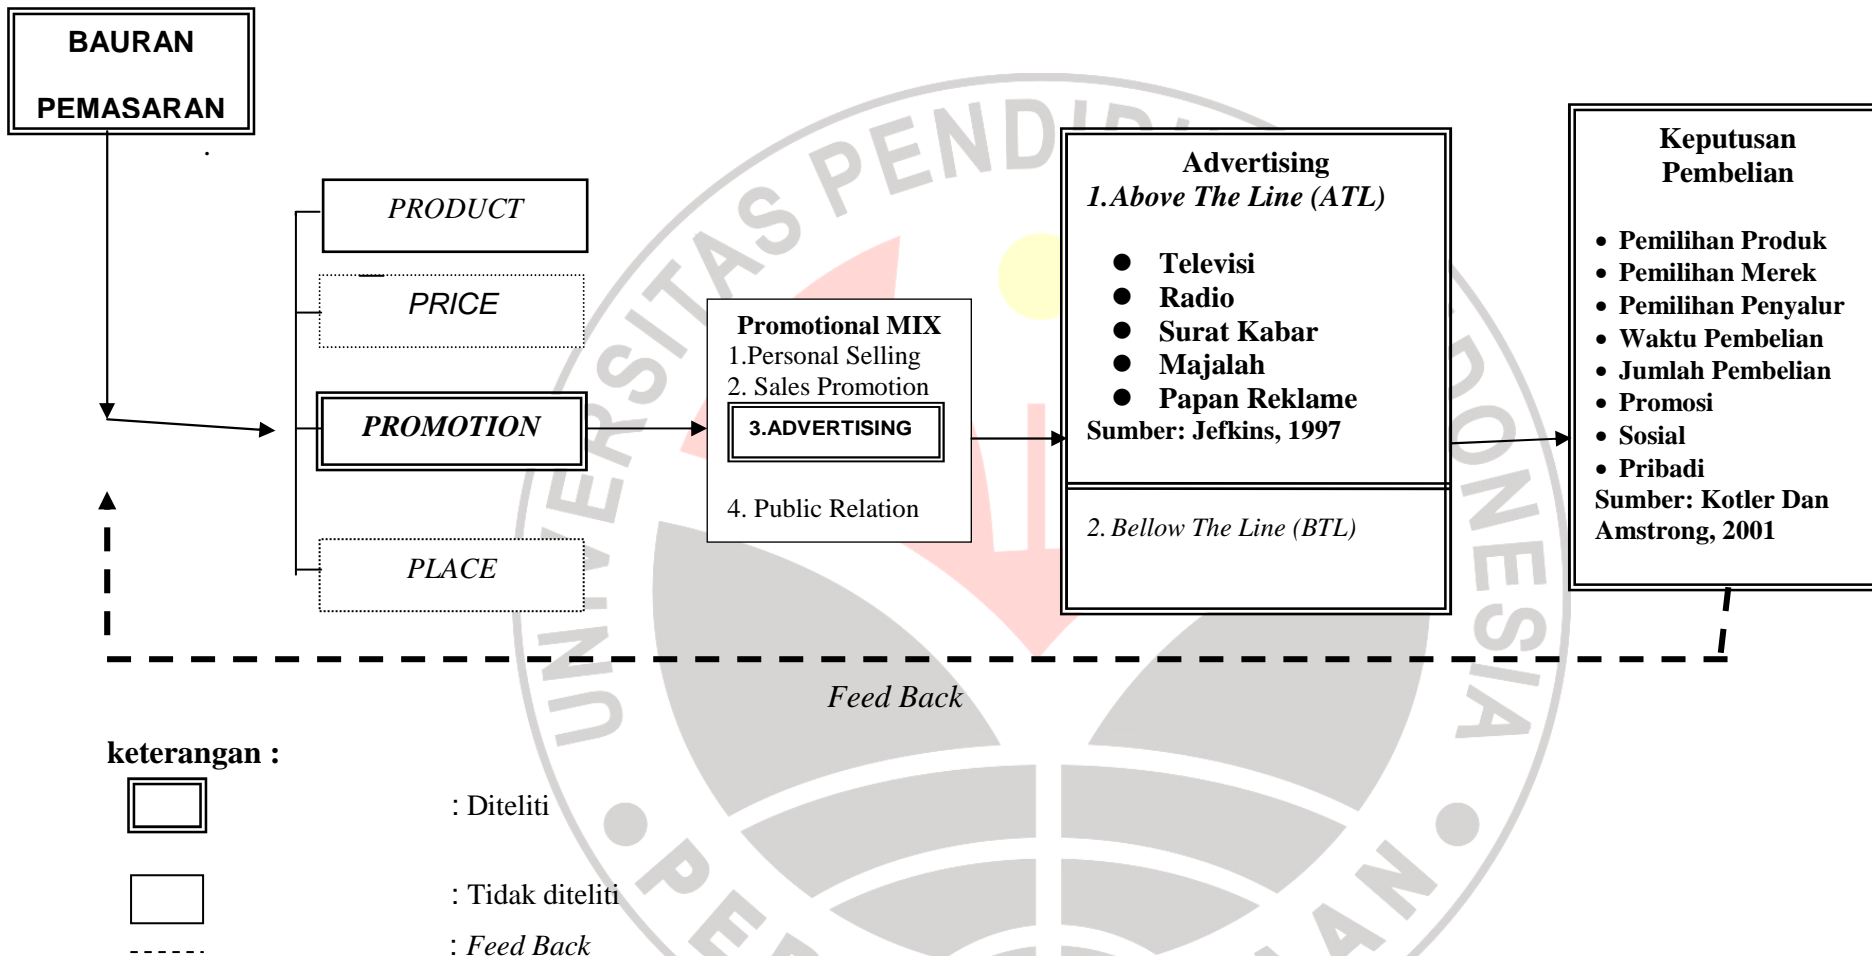 BAURAN
PEMASARAN
.
PRODUCT
PRICE
PROMOTION
PLACE
Promotional MIX
1.Personal Selling
2. Sales Promotion
3.ADVERTISING
4. Public Relation
Advertising
1.Above The Line (ATL)
● Televisi
● Radio
● Surat Kabar
● Majalah
● Papan Reklame
Sumber: Jefkins, 1997
2. Bellow The Line (BTL)
Keputusan
Pembelian
• Pemilihan Produk
• Pemilihan Merek
• Pemilihan Penyalur
• Waktu Pembelian
• Jumlah Pembelian
• Promosi
• Sosial
• Pribadi
Sumber: Kotler Dan
Amstrong, 2001
Feed Back
keterangan :
: Diteliti
: Tidak diteliti
: Feed Back
UNIVERSITAS PENDIDIKAN INDONESIA